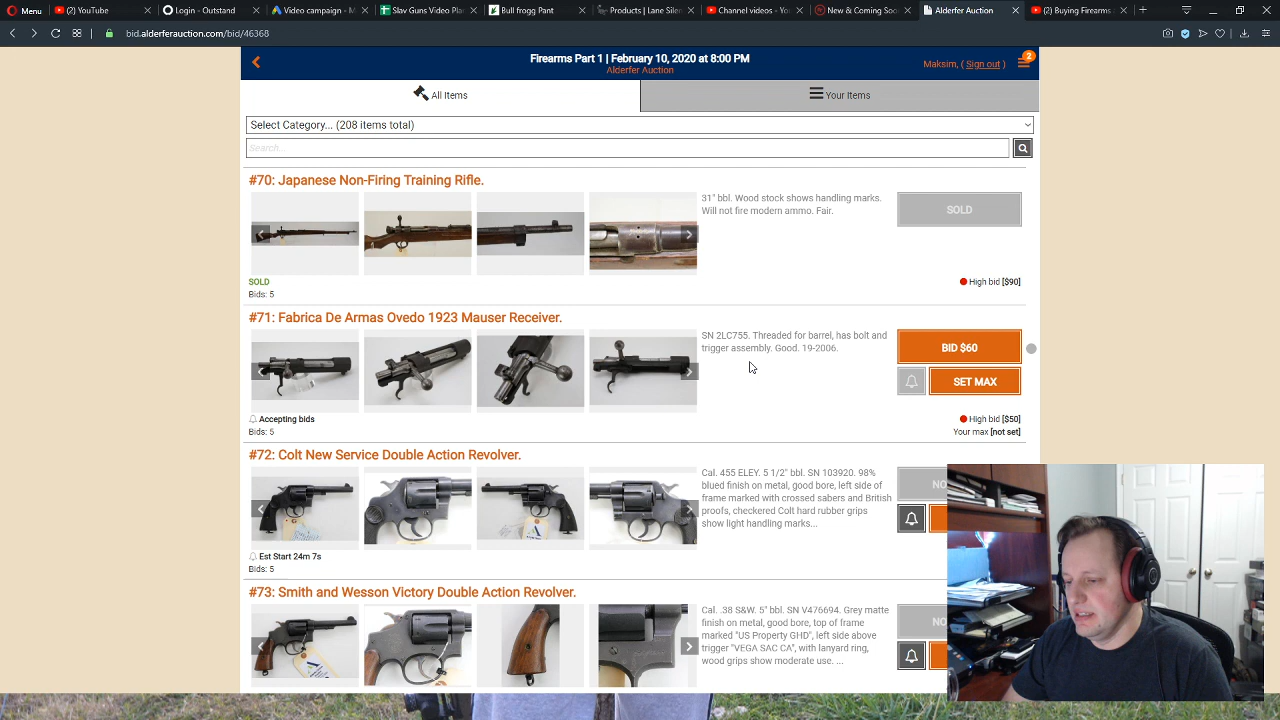 Menu
(2) YouTube
Login - Outstand
Video campaign - M
Slav Guns Video Pla
Bull frogg Pant
Products | Lane Siler
Channel videos - Yo
New & Coming Soo
Alderfer Auction
(2) Buying Firearms
bid.alderferauction.com/bid/46368
Firearms Part 1 | February 10, 2020 at 8:00 PM
Alderfer Auction
Maksim, ( Sign out )
2
All Items
Your Items
Select Category... (208 items total)
Search...
#70: Japanese Non-Firing Training Rifle.
31" bbl. Wood stock shows handling marks.
Will not fire modern ammo. Fair.
SOLD
SOLD
High bid [$90]
Bids: 5
#71: Fabrica De Armas Ovedo 1923 Mauser Receiver.
SN 2LC755. Threaded for barrel, has bolt and
trigger assembly. Good. 19-2006.
BID $60
SET MAX
Accepting bids
High bid [$50]
Bids: 5
Your max [not set]
#72: Colt New Service Double Action Revolver.
Cal. 455 ELEY. 5 1/2" bbl. SN 103920. 98%
blued finish on metal, good bore, left side of
frame marked with crossed sabers and British
proofs, checkered Colt hard rubber grips
show light handling marks...
NO
Est Start 24m 7s
Bids: 5
#73: Smith and Wesson Victory Double Action Revolver.
Cal. .38 S&W. 5" bbl. SN V476694. Grey matte
finish on metal, good bore, top of frame
marked "US Property GHD", left side above
trigger "VEGA SAC CA", with lanyard ring,
wood grips show moderate use. ...
NO